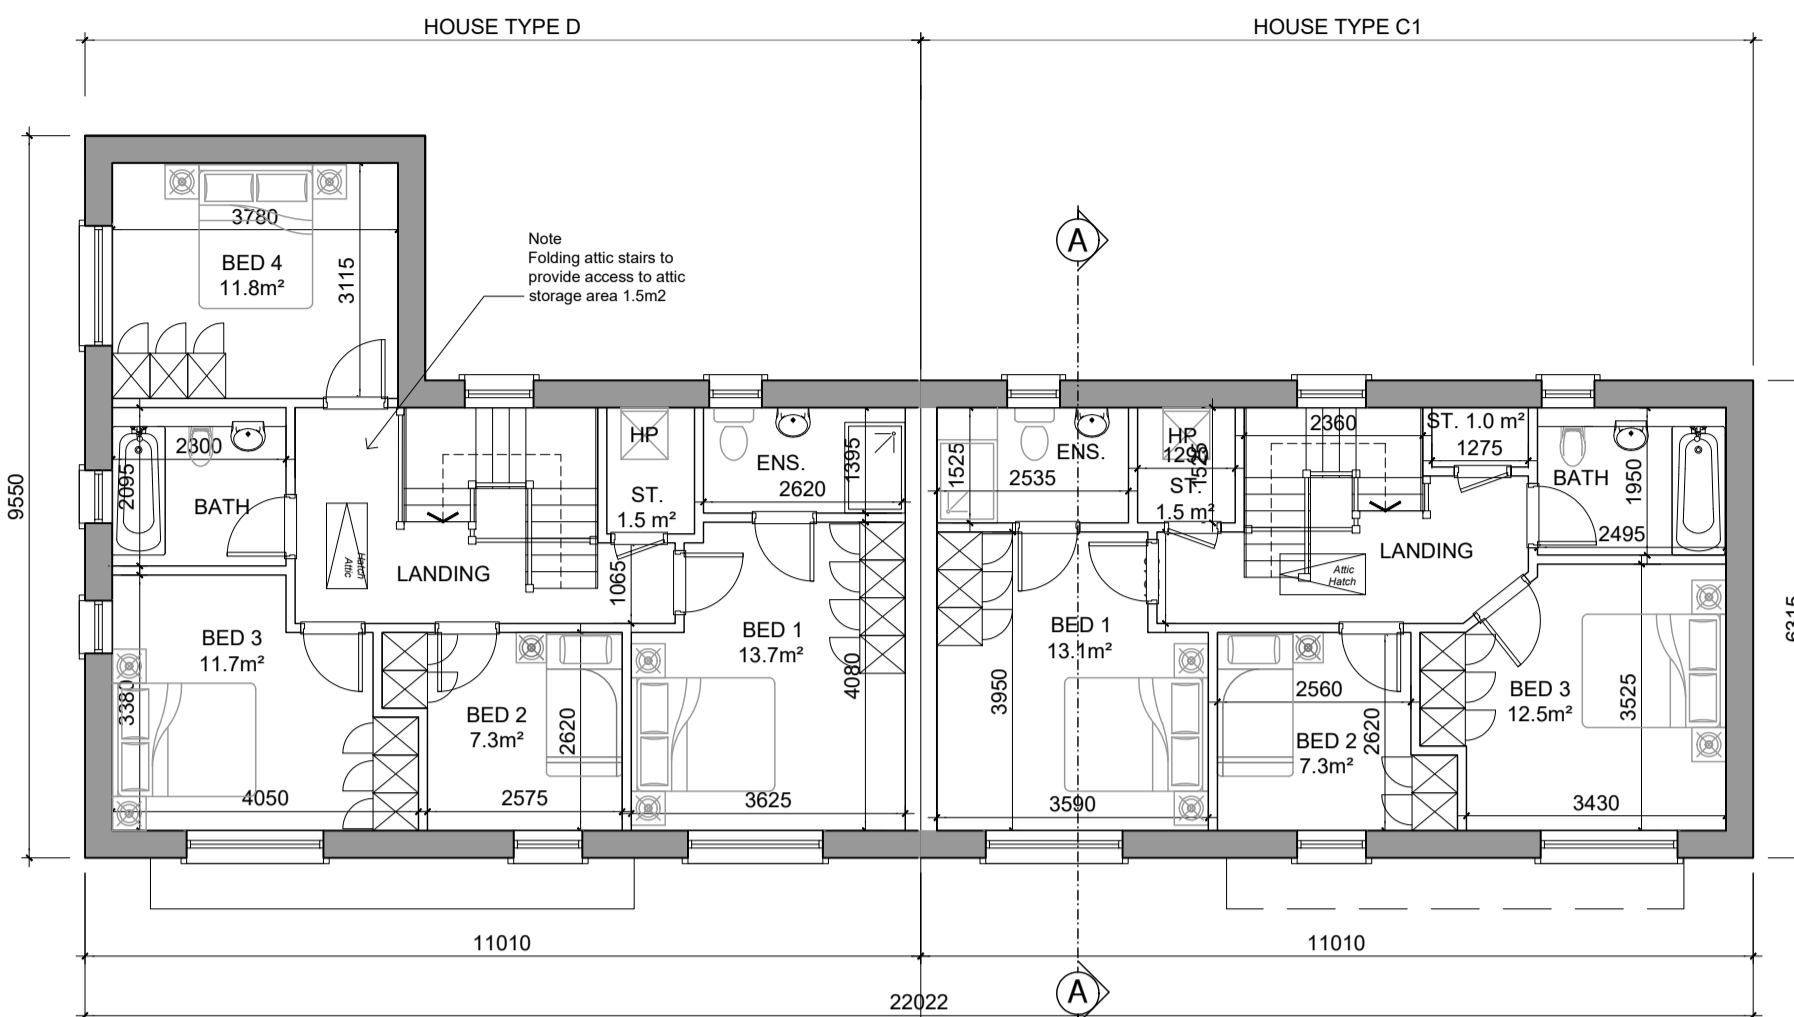 HOUSE TYPE D
HOUSE TYPE C1
A
Note
Folding attic stairs to
provide access to attic
storage area 1.5m2
3780
BED 4
11.8m²
3115
9550
2300
2095
BATH
HP
ST.
1.5 m²
ENS.
1395
2620
Attic
Hatch
LANDING
1065
BED 3
11.7m²
3380
4050
BED 2
7.3m²
2620
2575
BED 1
13.7m²
4080
3625
1525
ENS.
2535
HP
1295
1525
ST.
1.5 m²
2360
ST. 1.0 m²
1275
BATH
1950
2495
LANDING
Attic
Hatch
BED 1
13.1m²
3950
3590
2560
BED 2
7.3m²
2620
BED 3
12.5m²
3525
3430
6315
11010
11010
A
22022